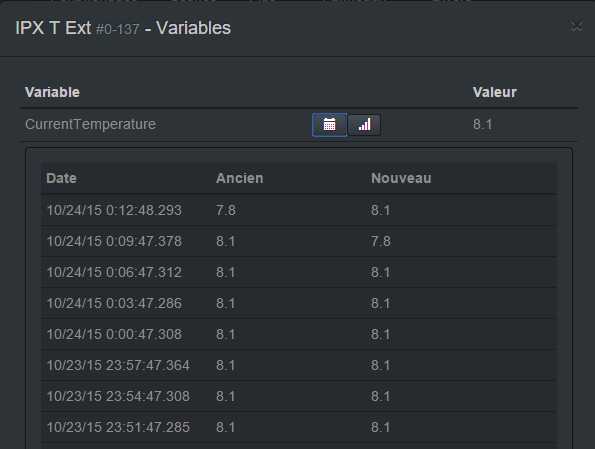 IPX T Ext #0-137 - Variables
Variable Valeur
CurrentTemperature 8.1
Date Ancien Nouveau
10/24/15 0:12:48.293 7.8 8.1
10/24/15 0:09:47.378 8.1 7.8
10/24/15 0:06:47.312 8.1 8.1
10/24/15 0:03:47.286 8.1 8.1
10/24/15 0:00:47.308 8.1 8.1
10/23/15 23:57:47.364 8.1 8.1
10/23/15 23:54:47.308 8.1 8.1
10/23/15 23:51:47.285 8.1 8.1